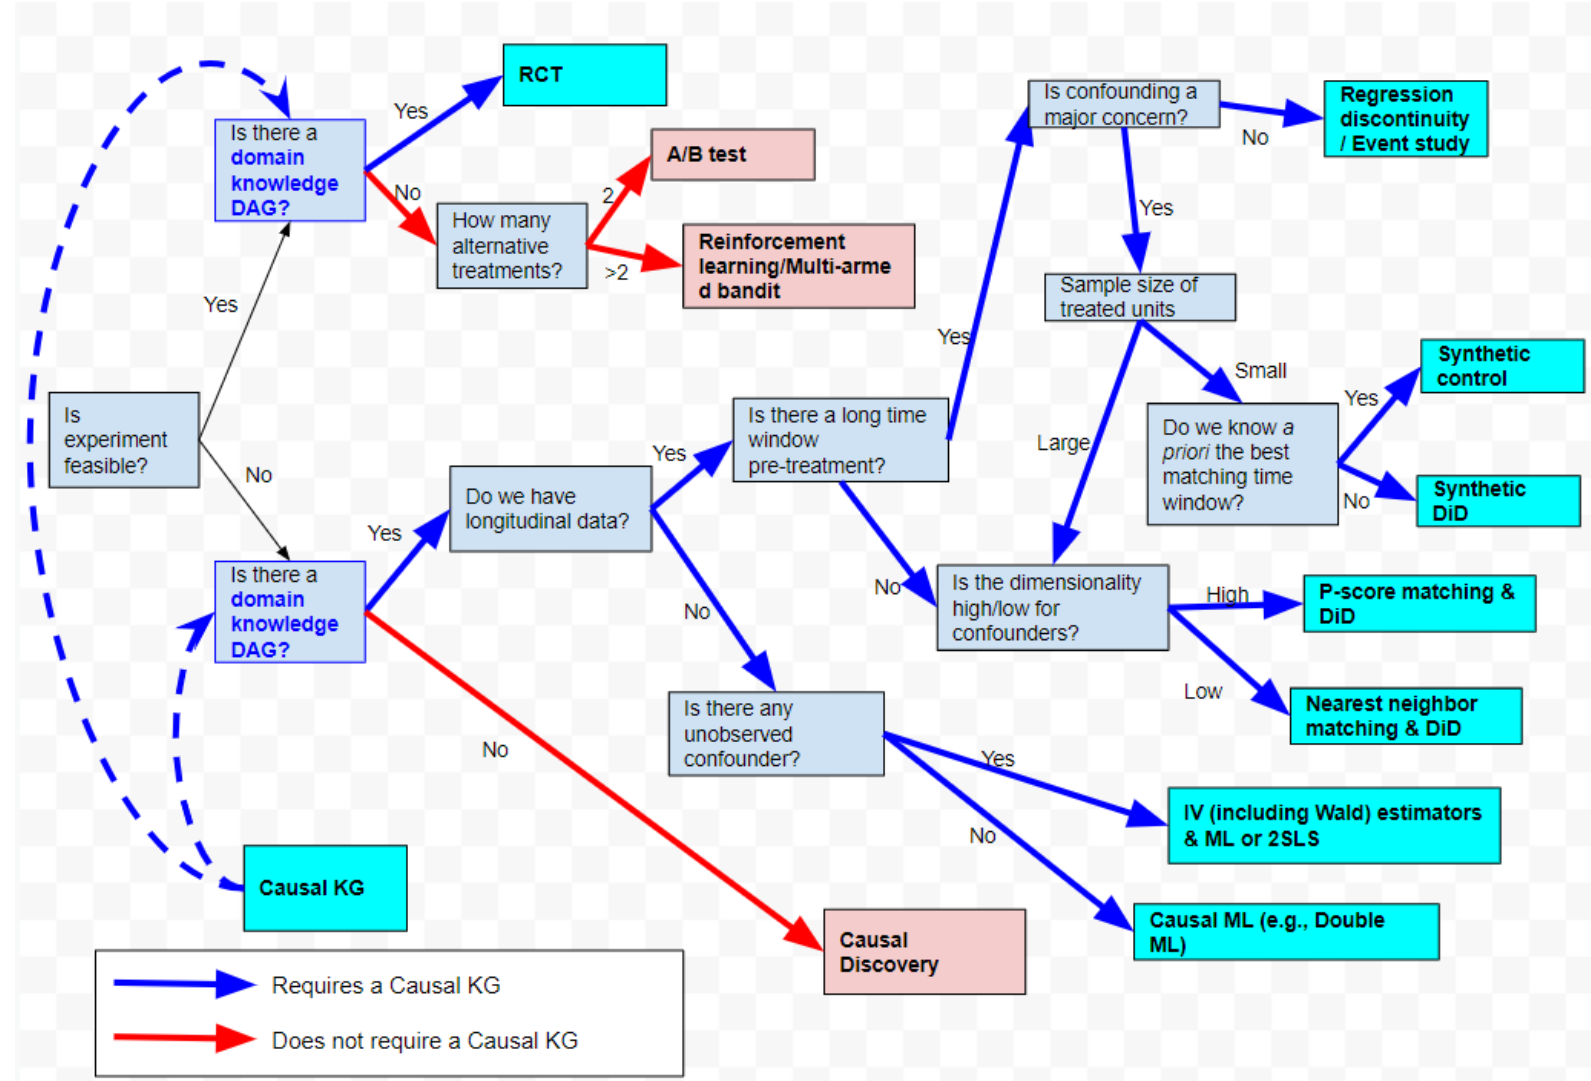 RCT
Yes
Is there a
domain
knowledge
DAG?
No
A/B test
2
How many
alternative
treatments?
>2
Reinforcement
learning/Multi-arme
d bandit
Yes
Is
experiment
feasible?
No
Is there a
domain
knowledge
DAG?
Yes
No
Do we have
longitudinal data?
Yes
No
Is there a long time
window
pre-treatment?
Yes
No
Is confounding a
major concern?
No
Regression
discontinuity
/ Event study
Yes
Sample size of
treated units
Small
Large
Do we know a
priori the best
matching time
window?
Yes
Synthetic
control
No
Synthetic
DiD
Is the dimensionality
high/low for
confounders?
High
P-score matching &
DiD
Low
Nearest neighbor
matching & DiD
Is there any
unobserved
confounder?
Yes
IV (including Wald) estimators
& ML or 2SLS
No
Causal ML (e.g., Double
ML)
Causal
Discovery
Causal KG
Requires a Causal KG
Does not require a Causal KG